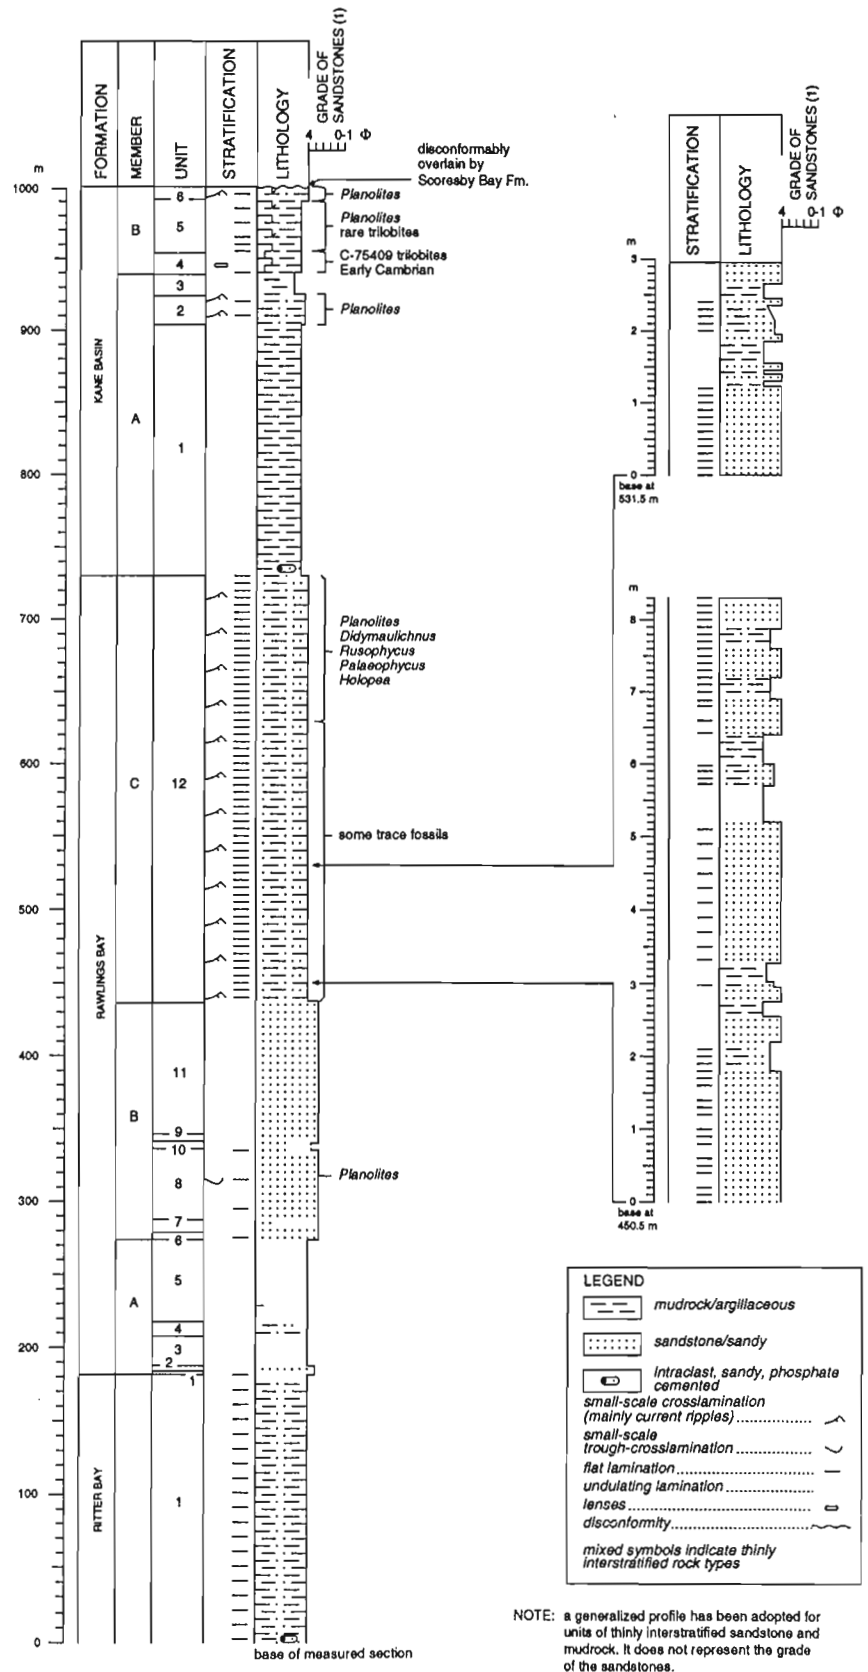 FORMATION
MEMBER
UNIT
STRATIFICATION
LITHOLOGY
GRADE OF
SANDSTONES (1)
4 0-1 Φ
m
1000
900
800
700
600
500
400
300
200
100
0
KANE BASIN
RAWLINGS BAY
RITTER BAY
B
A
C
B
A
6
5
4
3
2
1
12
11
9
10
8
7
6
5
4
3
2
1
1
disconformably
overlain by
Scoresby Bay Fm.
Planolites
Planolites
rare trilobites
C-75409 trilobites
Early Cambrian
Planolites
Planolites
Didymaulichnus
Rusophycus
Palaeophycus
Holopea
some trace fossils
Planolites
base of measured section
STRATIFICATION
LITHOLOGY
GRADE OF
SANDSTONES (1)
4 0-1 Φ
m
3
2
1
0
base at
531.5 m
m
8
7
6
5
4
3
2
1
0
base at
450.5 m
LEGEND
mudrock/argillaceous
sandstone/sandy
intraclast, sandy, phosphate
cemented
small-scale crosslamination
(mainly current ripples)
small-scale
trough-crosslamination
flat lamination
undulating lamination
lenses
disconformity
mixed symbols indicate thinly
interstratified rock types
NOTE: a generalized profile has been adopted for
units of thinly interstratified sandstone and
mudrock. It does not represent the grade
of the sandstones.